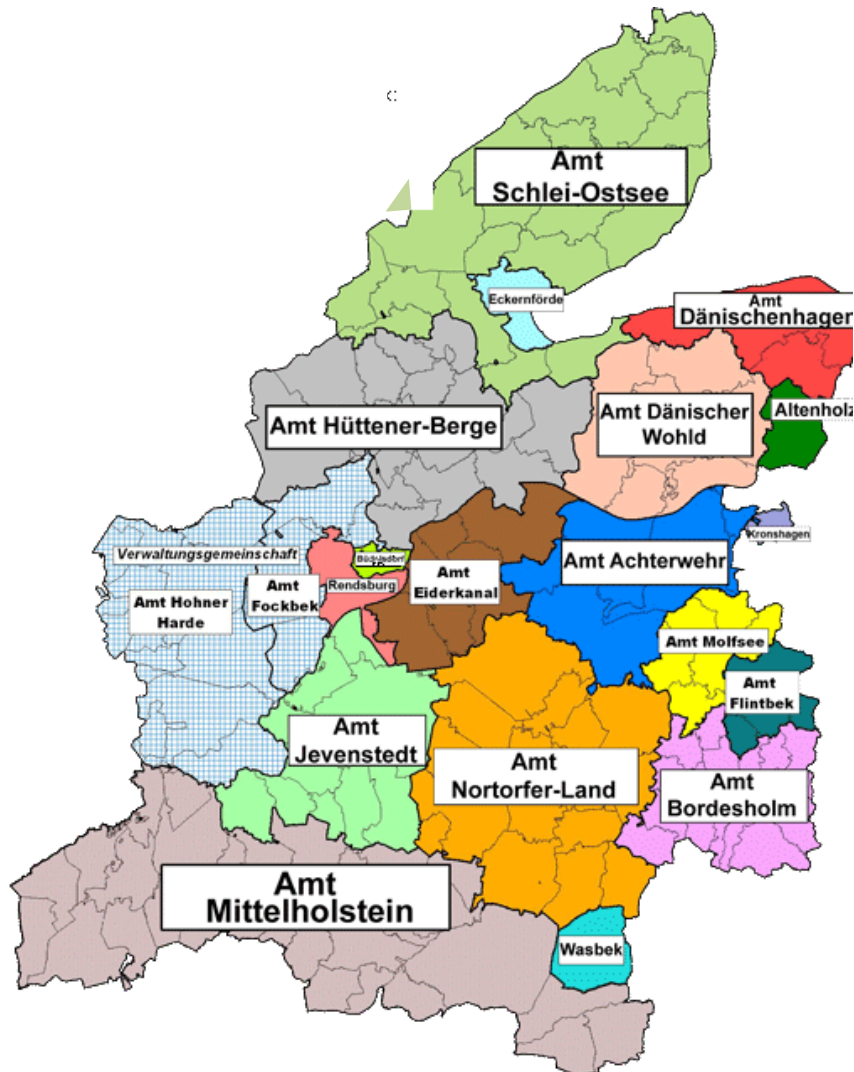 Amt
Schlei-Ostsee
Eckernförde
Amt
Dänischenhagen
Amt Hüttener-Berge
Amt Dänischer
Wohld
Altenholz
Kronshagen
Verwaltungsgemeinschaft
Büdelsdorf
Amt Achterwehr
Amt
Eiderkanal
Amt
Fockbek
Rendsburg
Amt Hohner
Harde
Amt Molfsee
Amt
Flintbek
Amt
Jevenstedt
Amt
Nortorfer-Land
Amt
Bordesholm
Amt
Mittelholstein
Wasbek